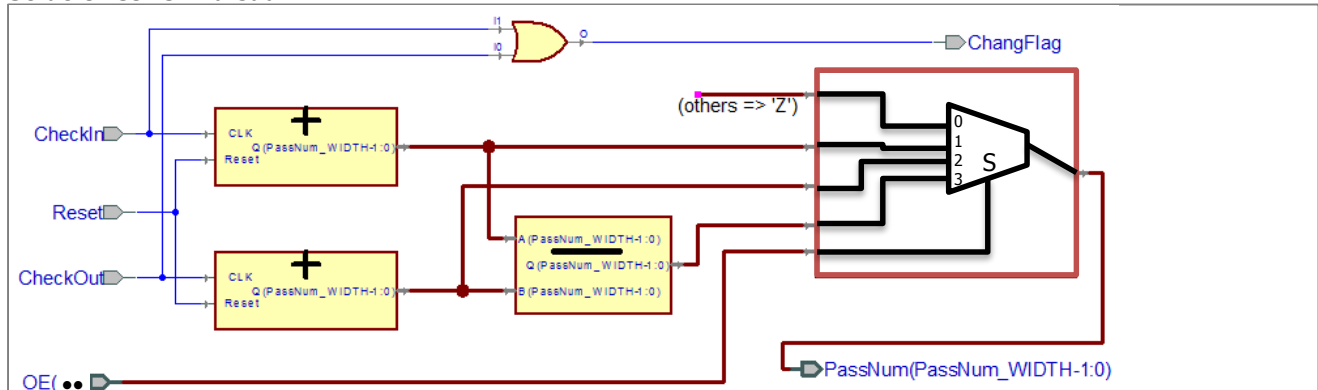 I1
I0
O
ChangFlag
(others => 'Z')
CheckIn
CLK
Q(PassNum_WIDTH-1:0)
Reset
+
0
1
2
3
S
Reset
A(PassNum_WIDTH-1:0)
Q(PassNum_WIDTH-1:0)
B(PassNum_WIDTH-1:0)
CheckOut
+
CLK
Q(PassNum_WIDTH-1:0)
Reset
PassNum(PassNum_WIDTH-1:0)
OE(